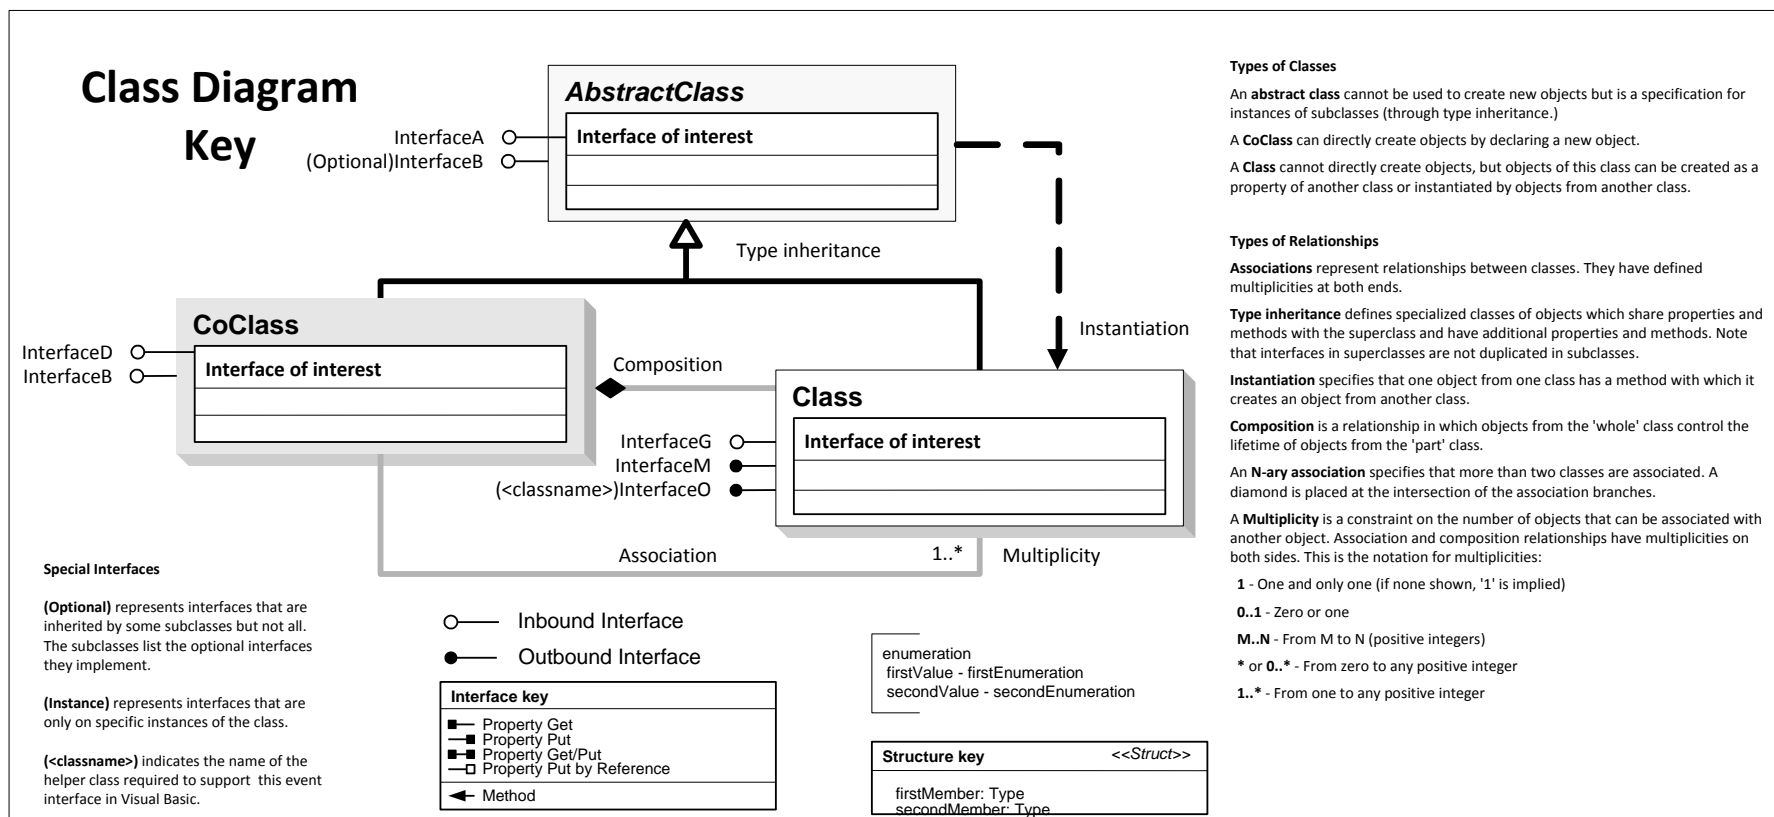 Class Diagram
Key
AbstractClass
Interface of interest
InterfaceA
(Optional)InterfaceB
Type inheritance
CoClass
Interface of interest
InterfaceD
InterfaceB
Composition
Instantiation
Class
Interface of interest
InterfaceG
InterfaceM
(<classname>)InterfaceO
Association
1..*
Multiplicity
Special Interfaces
(Optional) represents interfaces that are
inherited by some subclasses but not all.
The subclasses list the optional interfaces
they implement.
(Instance) represents interfaces that are
only on specific instances of the class.
(<classname>) indicates the name of the
helper class required to support this event
interface in Visual Basic.
Inbound Interface
Outbound Interface
Interface key
Property Get
Property Put
Property Get/Put
Property Put by Reference
Method
enumeration
firstValue - firstEnumeration
secondValue - secondEnumeration
Structure key <<Struct>>
firstMember: Type
secondMember: Type
Types of Classes
An abstract class cannot be used to create new objects but is a specification for
instances of subclasses (through type inheritance.)
A CoClass can directly create objects by declaring a new object.
A Class cannot directly create objects, but objects of this class can be created as a
property of another class or instantiated by objects from another class.
Types of Relationships
Associations represent relationships between classes. They have defined
multiplicities at both ends.
Type inheritance defines specialized classes of objects which share properties and
methods with the superclass and have additional properties and methods. Note
that interfaces in superclasses are not duplicated in subclasses.
Instantiation specifies that one object from one class has a method with which it
creates an object from another class.
Composition is a relationship in which objects from the 'whole' class control the
lifetime of objects from the 'part' class.
An N-ary association specifies that more than two classes are associated. A
diamond is placed at the intersection of the association branches.
A Multiplicity is a constraint on the number of objects that can be associated with
another object. Association and composition relationships have multiplicities on
both sides. This is the notation for multiplicities:
1 - One and only one (if none shown, '1' is implied)
0..1 - Zero or one
M..N - From M to N (positive integers)
* or 0..* - From zero to any positive integer
1..* - From one to any positive integer